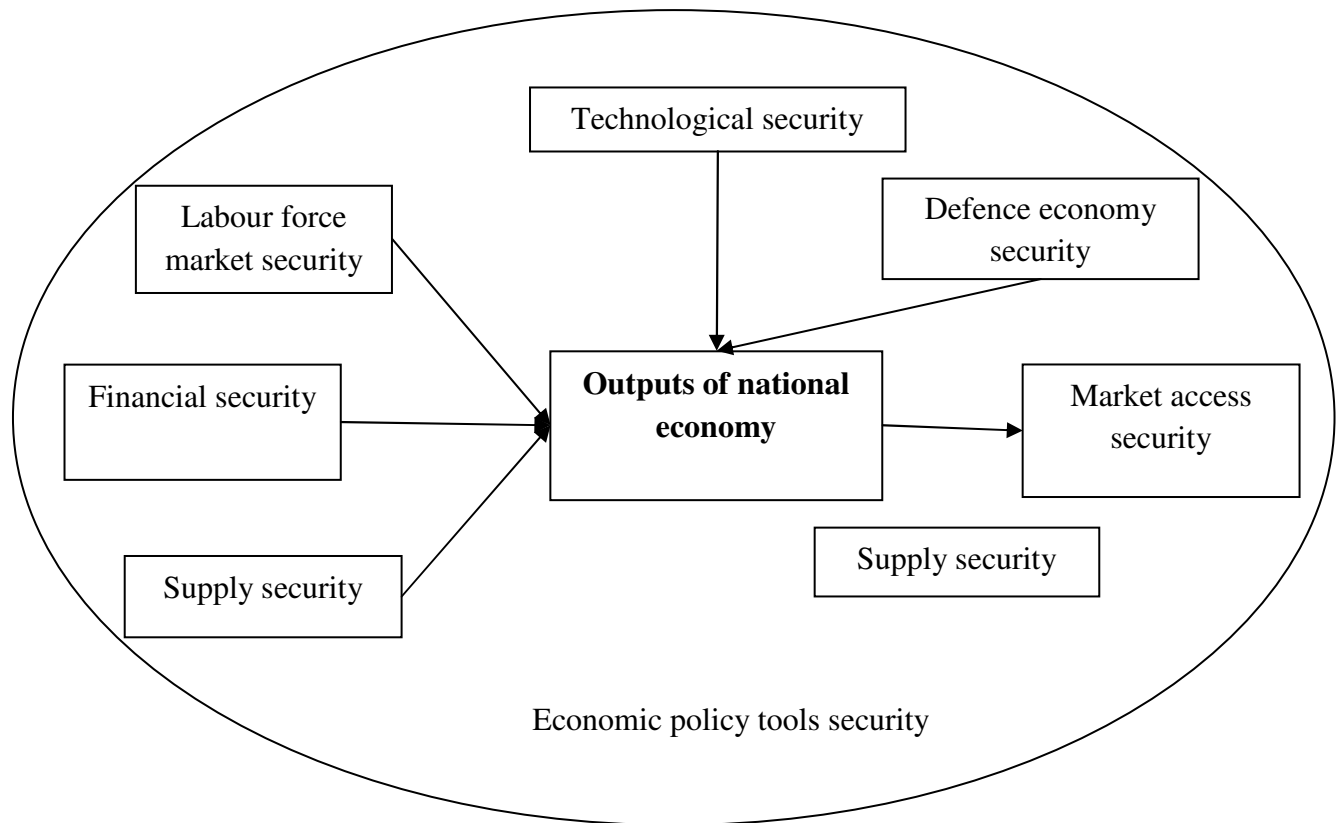 Technological security
Labour force
market security
Defence economy
security
Financial security
Outputs of national
economy
Market access
security
Supply security
Supply security
Economic policy tools security